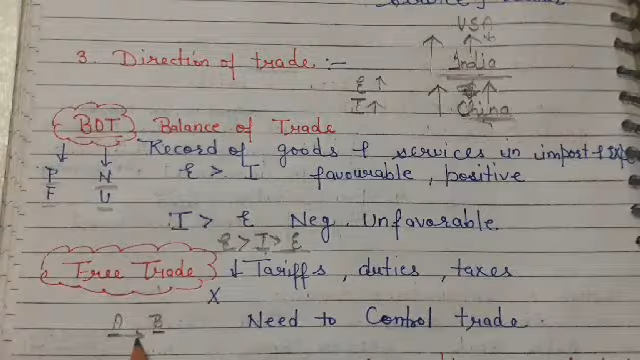 USA
3. Direction of trade :-
India
E ↑
I ↑
China
BOT Balance of Trade
Record of goods & services in import & Exp
P N E > I favourable, positive
F U
I > E Neg. Unfavorable.
E > I > E
Free Trade ↓ Tariffs, duties, taxes
X
A, B Need to Control trade